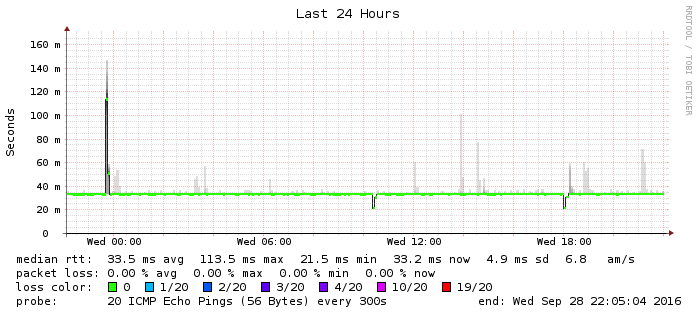 Last 24 Hours
RRDTOOL / TOBI OETIKER
Seconds
160 m
140 m
120 m
100 m
80 m
60 m
40 m
20 m
0
Wed 00:00 Wed 06:00 Wed 12:00 Wed 18:00
median rtt: 33.5 ms avg 113.5 ms max 21.5 ms min 33.2 ms now 4.9 ms sd 6.8 am/s
packet loss: 0.00 % avg 0.00 % max 0.00 % min 0.00 % now
loss color: 0 1/20 2/20 3/20 4/20 10/20 19/20
probe: 20 ICMP Echo Pings (56 Bytes) every 300s end: Wed Sep 28 22:05:04 2016